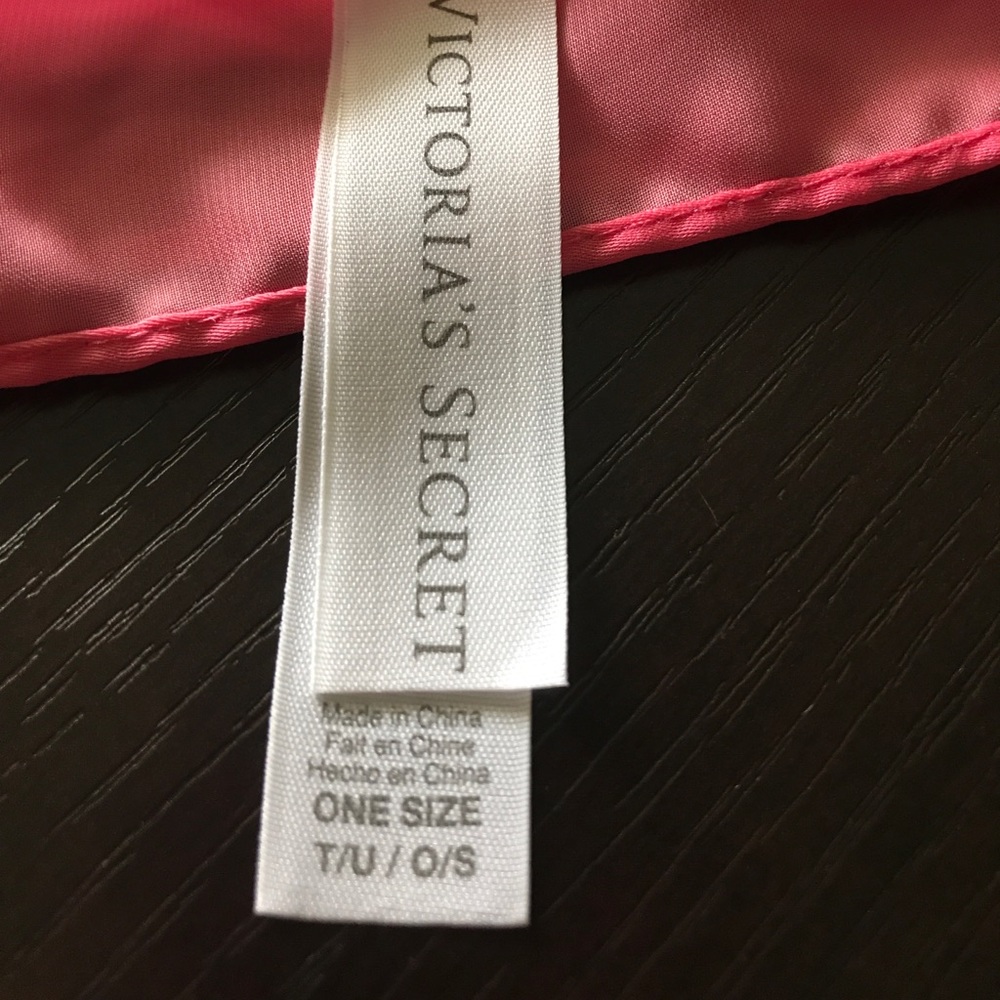 VICTORIA'S SECRET
Made in China
Fait en Chine
Hecho en China
ONE SIZE
T/U / O/S